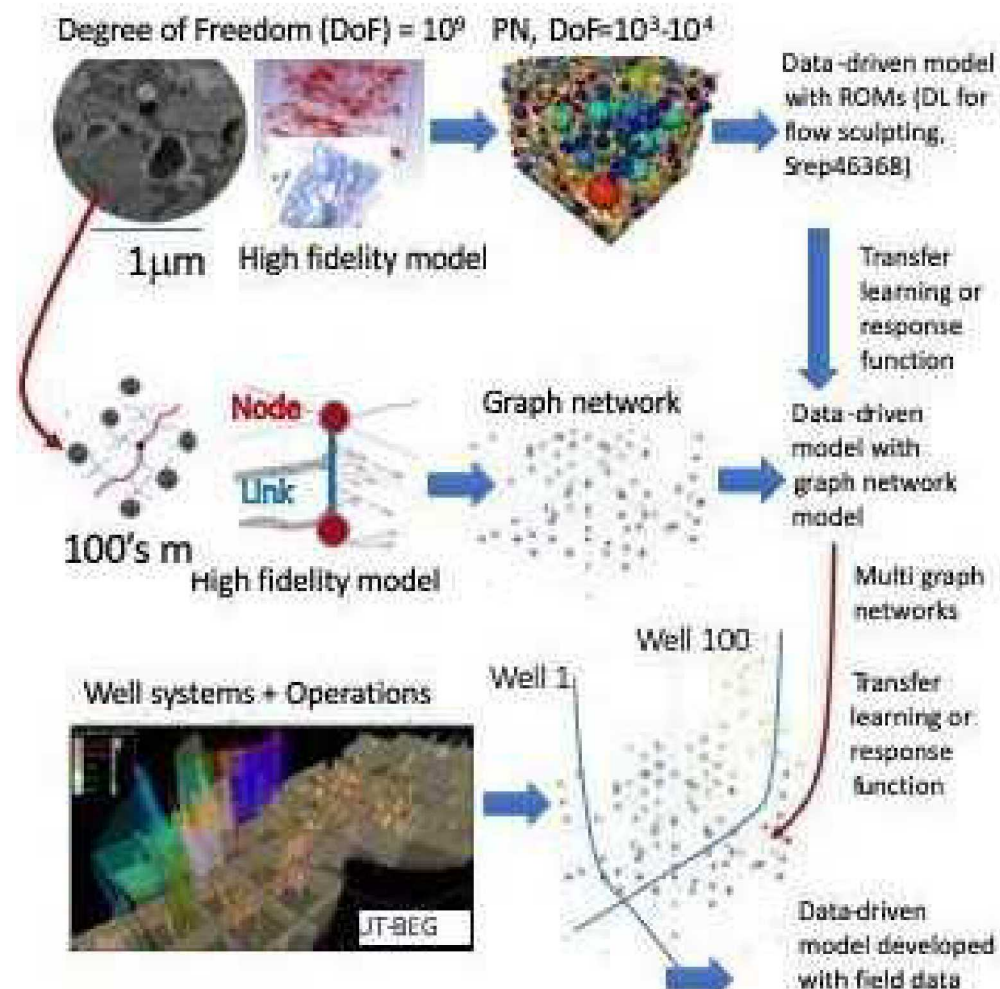 Degree of Freedom (DoF) = 10⁹
PN, DoF=10³-10⁴
Data-driven model
with ROMs (DL for
flow sculpting,
Srep46368)
1μm
High fidelity model
Transfer
learning or
response
function
Node
Link
Graph network
Data-driven
model with
graph network
model
100's m
High fidelity model
Multi graph
networks
Well 100
Well 1
Well systems + Operations
Transfer
learning or
response
function
JT-BEG
Data-driven
model developed
with field data